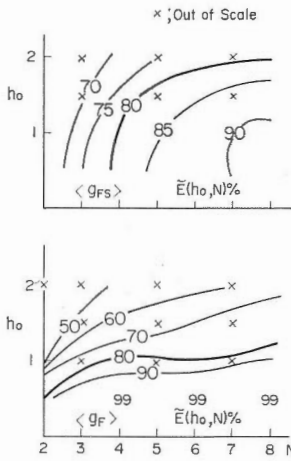 ×; Out of Scale
2
h₀
1
70
75
80
85
90
⟨ g_FS ⟩
Ẽ(h₀,N)%
2
h₀
1
50
60
70
80
90
99
99
99
⟨ g_F ⟩
Ẽ(h₀,N)%
2 3 4 5 6 7 8 N